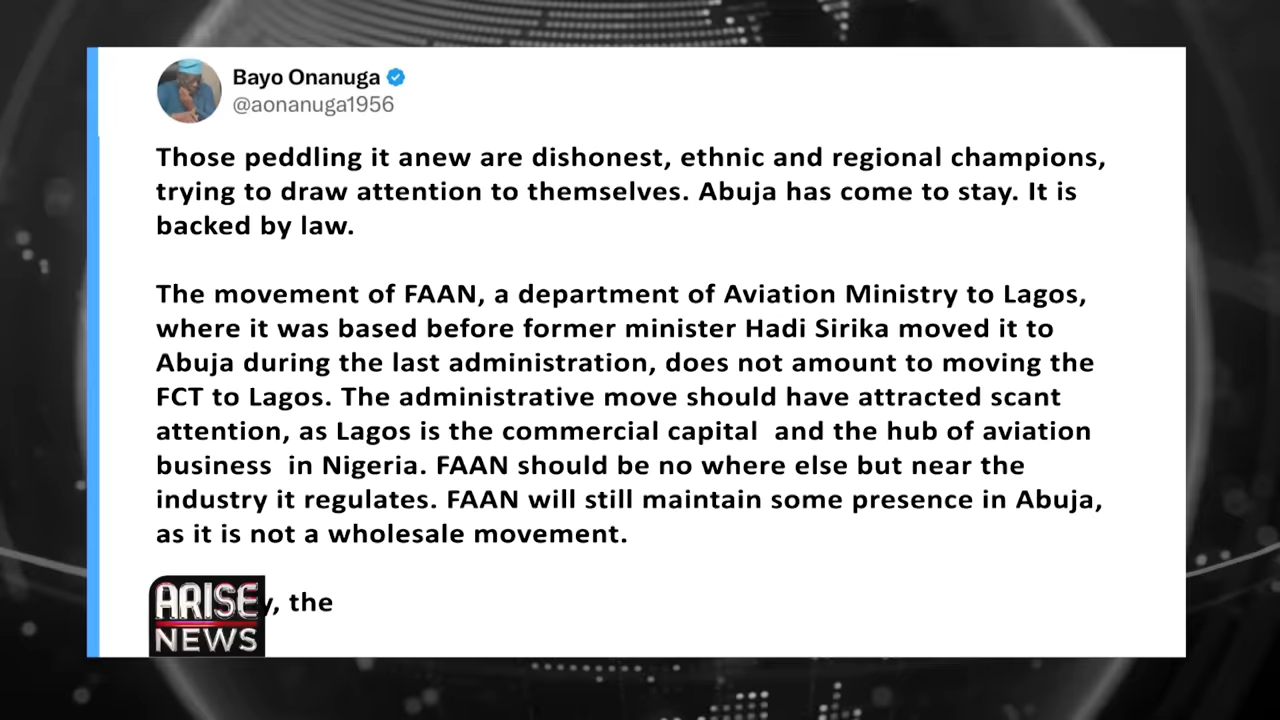 Bayo Onanuga
@aonanuga1956
Those peddling it anew are dishonest, ethnic and regional champions,
trying to draw attention to themselves. Abuja has come to stay. It is
backed by law.
The movement of FAAN, a department of Aviation Ministry to Lagos,
where it was based before former minister Hadi Sirika moved it to
Abuja during the last administration, does not amount to moving the
FCT to Lagos. The administrative move should have attracted scant
attention, as Lagos is the commercial capital  and the hub of aviation
business  in Nigeria. FAAN should be no where else but near the
industry it regulates. FAAN will still maintain some presence in Abuja,
as it is not a wholesale movement.
, the
ARISE
NEWS